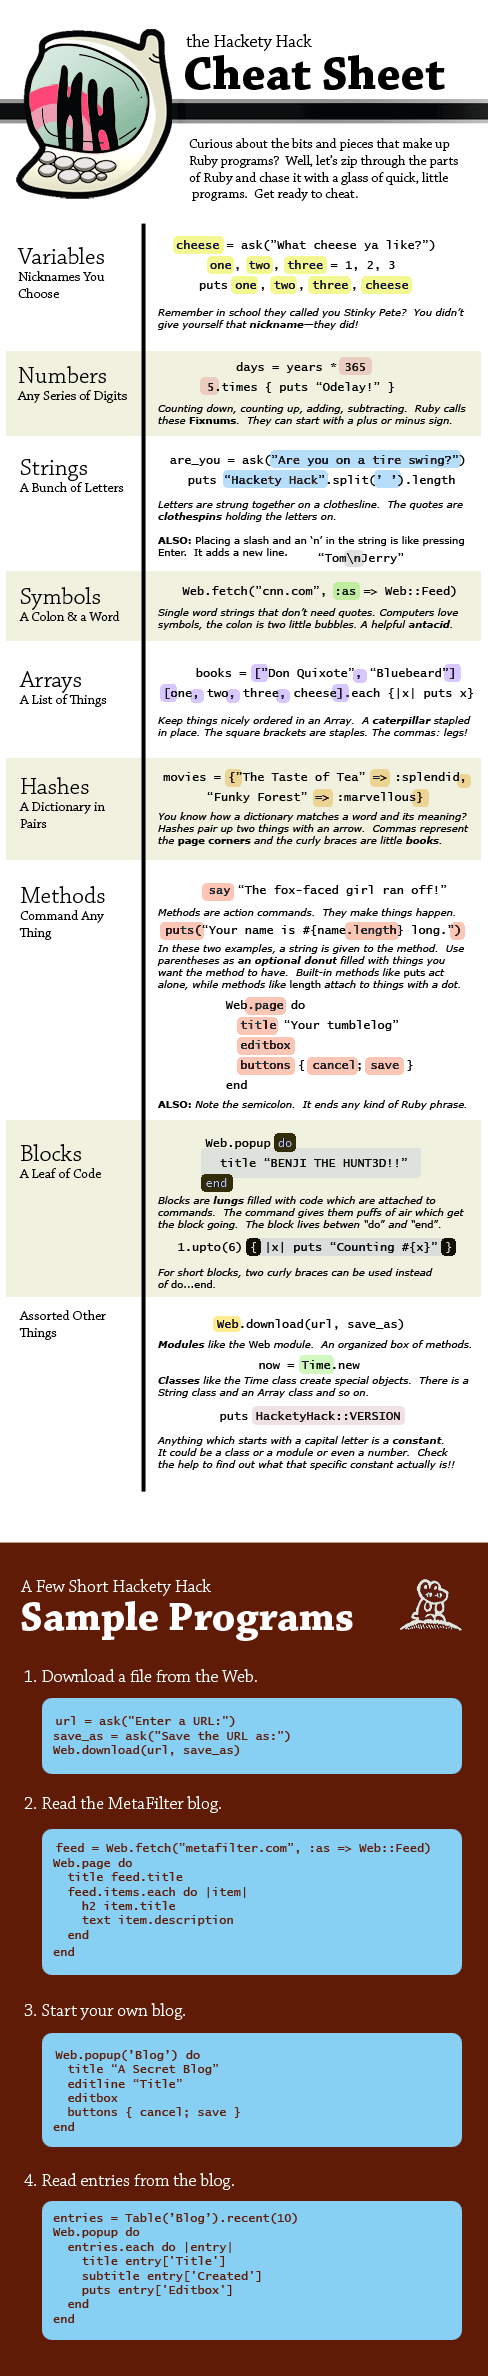 the Hackety Hack
Cheat Sheet
Curious about the bits and pieces that make up
Ruby programs?  Well, let's zip through the parts
of Ruby and chase it with a glass of quick, little
programs.  Get ready to cheat.
Variables
Nicknames You
Choose
cheese = ask("What cheese ya like?")
one, two, three = 1, 2, 3
puts one, two, three, cheese
Remember in school they called you Stinky Pete?  You didn't
give yourself that nickname—they did!
Numbers
Any Series of Digits
days = years * 365
5.times { puts "Odelay!" }
Counting down, counting up, adding, subtracting.  Ruby calls
these Fixnums.  They can start with a plus or minus sign.
Strings
A Bunch of Letters
are_you = ask("Are you on a tire swing?")
puts "Hackety Hack".split(' ').length
Letters are strung together on a clothesline.  The quotes are
clothespins holding the letters on.
ALSO: Placing a slash and an 'n' in the string is like pressing
Enter.  It adds a new line.
"Tom\nJerry"
Symbols
A Colon & a Word
Web.fetch("cnn.com", :as => Web::Feed)
Single word strings that don't need quotes. Computers love
symbols, the colon is two little bubbles. A helpful antacid.
Arrays
A List of Things
books = ["Don Quixote", "Bluebeard"]
[one, two, three, cheese].each {|x| puts x}
Keep things nicely ordered in an Array.  A caterpillar stapled
in place. The square brackets are staples. The commas: legs!
Hashes
A Dictionary in
Pairs
movies = {"The Taste of Tea" => :splendid,
"Funky Forest" => :marvellous}
You know how a dictionary matches a word and its meaning?
Hashes pair up two things with an arrow.  Commas represent
the page corners and the curly braces are little books.
Methods
Command Any
Thing
say "The fox-faced girl ran off!"
Methods are action commands.  They make things happen.
puts("Your name is #{name.length} long.")
In these two examples, a string is given to the method.  Use
parentheses as an optional donut filled with things you
want the method to have.  Built-in methods like puts act
alone, while methods like length attach to things with a dot.
Web.page do
title "Your tumblelog"
editbox
buttons { cancel; save }
end
ALSO: Note the semicolon.  It ends any kind of Ruby phrase.
Blocks
A Leaf of Code
Web.popup do
title "BENJI THE HUNT3D!!"
end
Blocks are lungs filled with code which are attached to
commands.  The command gives them puffs of air which get
the block going.  The block lives betwen "do" and "end".
1.upto(6) { |x| puts "Counting #{x}" }
For short blocks, two curly braces can be used instead
of do...end.
Assorted Other
Things
Web.download(url, save_as)
Modules like the Web module.  An organized box of methods.
now = Time.new
Classes like the Time class create special objects.  There is a
String class and an Array class and so on.
puts HacketyHack::VERSION
Anything which starts with a capital letter is a constant.
It could be a class or a module or even a number.  Check
the help to find out what that specific constant actually is!!
A Few Short Hackety Hack
Sample Programs
1. Download a file from the Web.
url = ask("Enter a URL:")
save_as = ask("Save the URL as:")
Web.download(url, save_as)
2. Read the MetaFilter blog.
feed = Web.fetch("metafilter.com", :as => Web::Feed)
Web.page do
title feed.title
feed.items.each do |item|
h2 item.title
text item.description
end
end
3. Start your own blog.
Web.popup('Blog') do
title "A Secret Blog"
editline "Title"
editbox
buttons { cancel; save }
end
4. Read entries from the blog.
entries = Table('Blog').recent(10)
Web.popup do
entries.each do |entry|
title entry['Title']
subtitle entry['Created']
puts entry['Editbox']
end
end